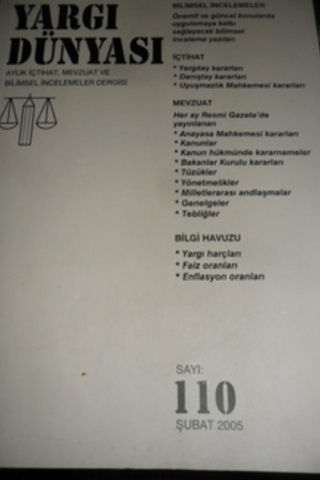 YARGI
DÜNYASI
AYLIK İÇTİHAT, MEVZUAT VE
BİLİMSEL İNCELEMELER DERGİSİ
BİLİMSEL İNCELEMELER
Önemli ve güncel konularda
uygulamaya katkı
sağlayacak bilimsel
inceleme yazıları
İÇTİHAT
* Yargıtay kararları
* Danıştay kararları
* Uyuşmazlık Mahkemesi kararları
MEVZUAT
Her ay Resmi Gazete'de
yayınlanan
* Anayasa Mahkemesi kararları
* Kanunlar
* Kanun hükmünde kararnameler
* Bakanlar Kurulu kararları
* Tüzükler
* Yönetmelikler
* Milletlerarası andlaşmalar
* Genelgeler
* Tebliğler
BİLGİ HAVUZU
* Yargı harçları
* Faiz oranları
* Enflasyon oranları
SAYI:
110
ŞUBAT 2005